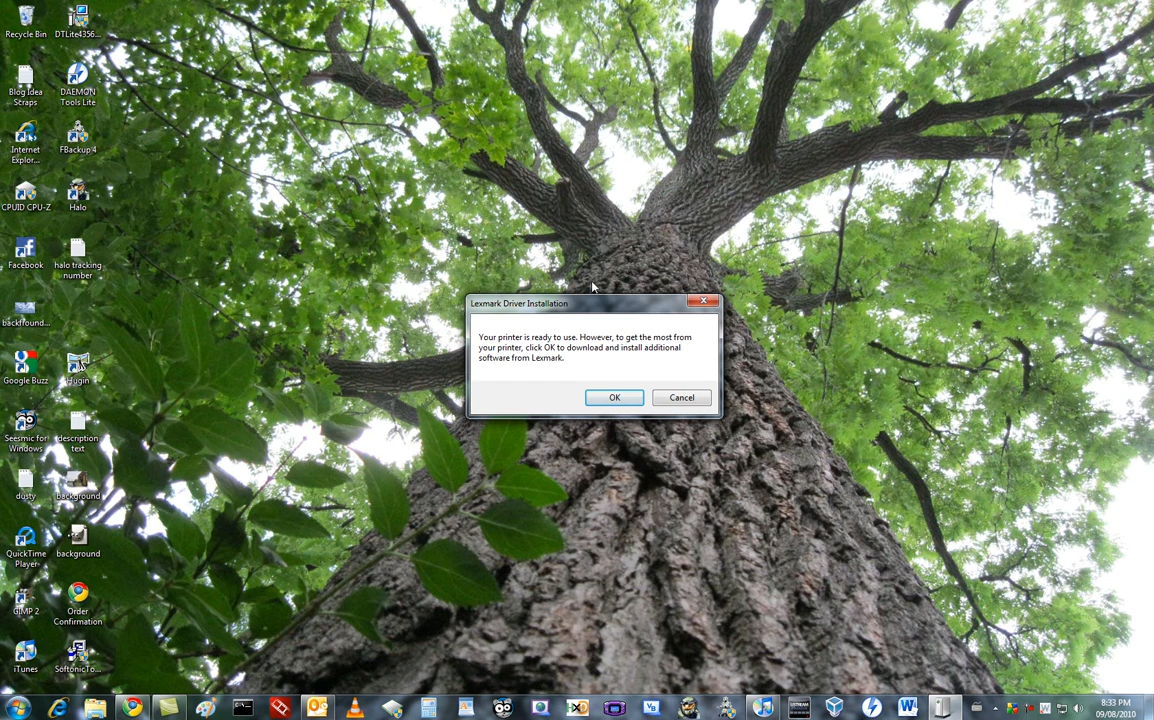 Recycle Bin
DTLite4356...
Blog Idea
Straps
DAEMON
Tools Lite
Internet
Explor...
FBackup 4
CPUID CPU-Z
Halo
Facebook
halo tracking
number
backfround...
Google Buzz
Hugin
Seesmic for
Windows
description
text
dusty
background
QuickTime
Player
background
GIMP 2
Order
Confirmation
iTunes
SoftonicTo...
Lexmark Driver Installation
Your printer is ready to use. However, to get the most from
your printer, click OK to download and install additional
software from Lexmark.
OK
Cancel
8:33 PM
09/08/2010